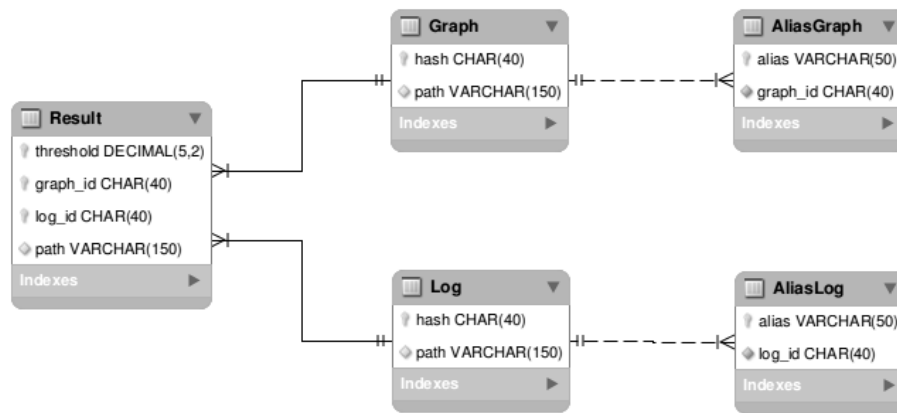 Graph
hash CHAR(40)
path VARCHAR(150)
Indexes
AliasGraph
alias VARCHAR(50)
graph_id CHAR(40)
Indexes
Result
threshold DECIMAL(5,2)
graph_id CHAR(40)
log_id CHAR(40)
path VARCHAR(150)
Indexes
Log
hash CHAR(40)
path VARCHAR(150)
Indexes
AliasLog
alias VARCHAR(50)
log_id CHAR(40)
Indexes